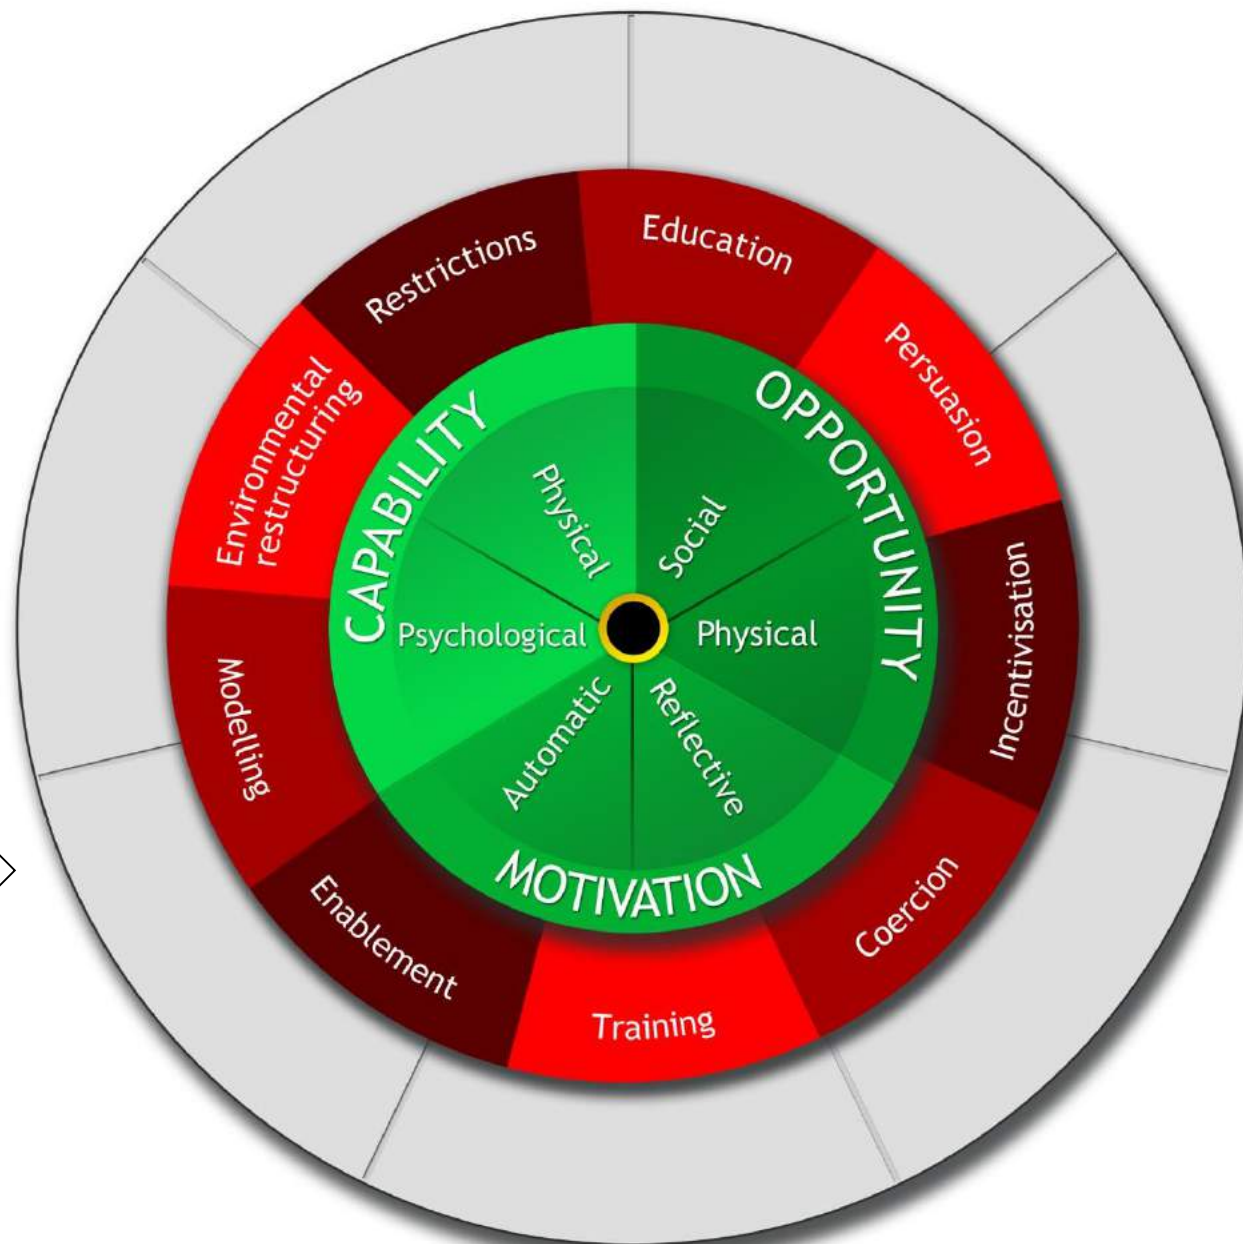 Restrictions
Education
Persuasion
Incentivisation
Coercion
Training
Enablement
Modelling
Environmental
restructuring
CAPABILITY
OPPORTUNITY
MOTIVATION
Physical
Social
Physical
Reflective
Automatic
Psychological